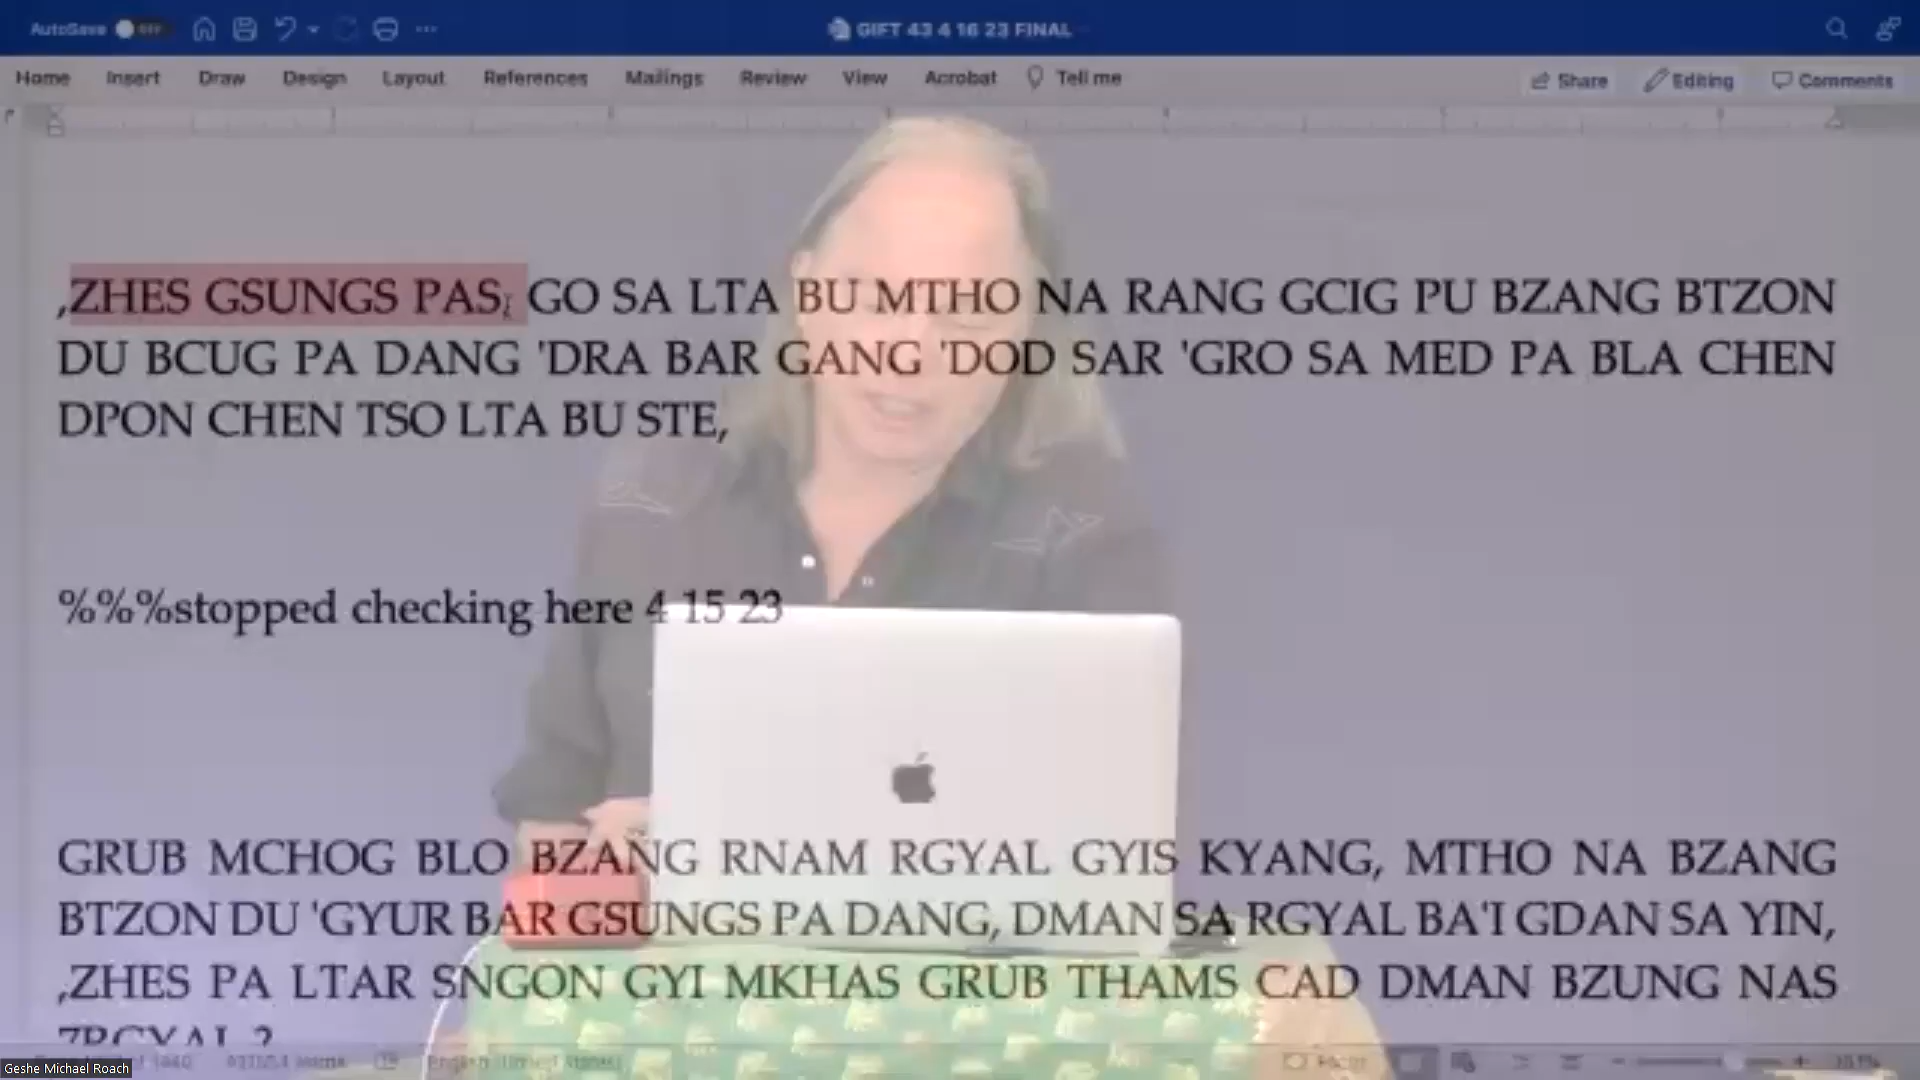 AutoSave OFF GIFT 43 4 16 23 FINAL
Home Insert Draw Design Layout References Mailings Review View Acrobat Tell me Share Editing Comments
,ZHES GSUNGS PAS, GO SA LTA BU MTHO NA RANG GCIG PU BZANG BTZON
DU BCUG PA DANG 'DRA BAR GANG 'DOD SAR 'GRO SA MED PA BLA CHEN
DPON CHEN TSO LTA BU STE,
%%%stopped checking here 4 15 23
GRUB MCHOG BLO BZANG RNAM RGYAL GYIS KYANG, MTHO NA BZANG
BTZON DU 'GYUR BAR GSUNGS PA DANG, DMAN SA RGYAL BA'I GDAN SA YIN,
,ZHES PA LTAR SNGON GYI MKHAS GRUB THAMS CAD DMAN BZUNG NAS
English (United States) Focus
Geshe Michael Roach